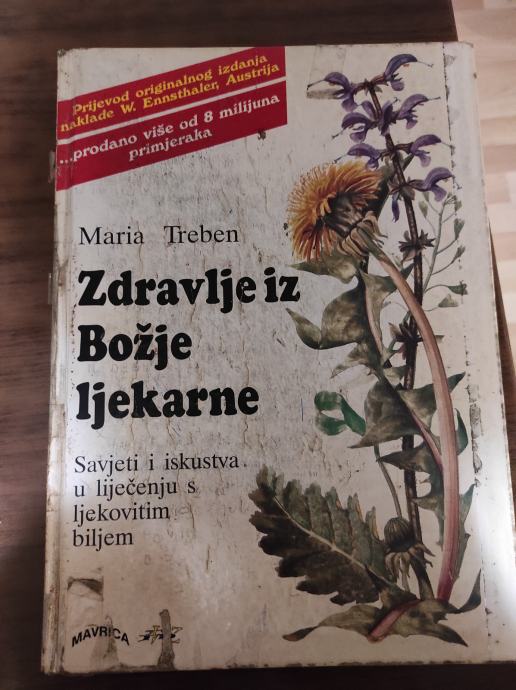 Prijevod originalnog izdanja
naklade W. Ennsthaler, Austrija
...prodano više od 8 milijuna
primjeraka
Maria Treben
Zdravlje iz
Božje
ljekarne
Savjeti i iskustva
u liječenju s
ljekovitim
biljem
MAVRICA